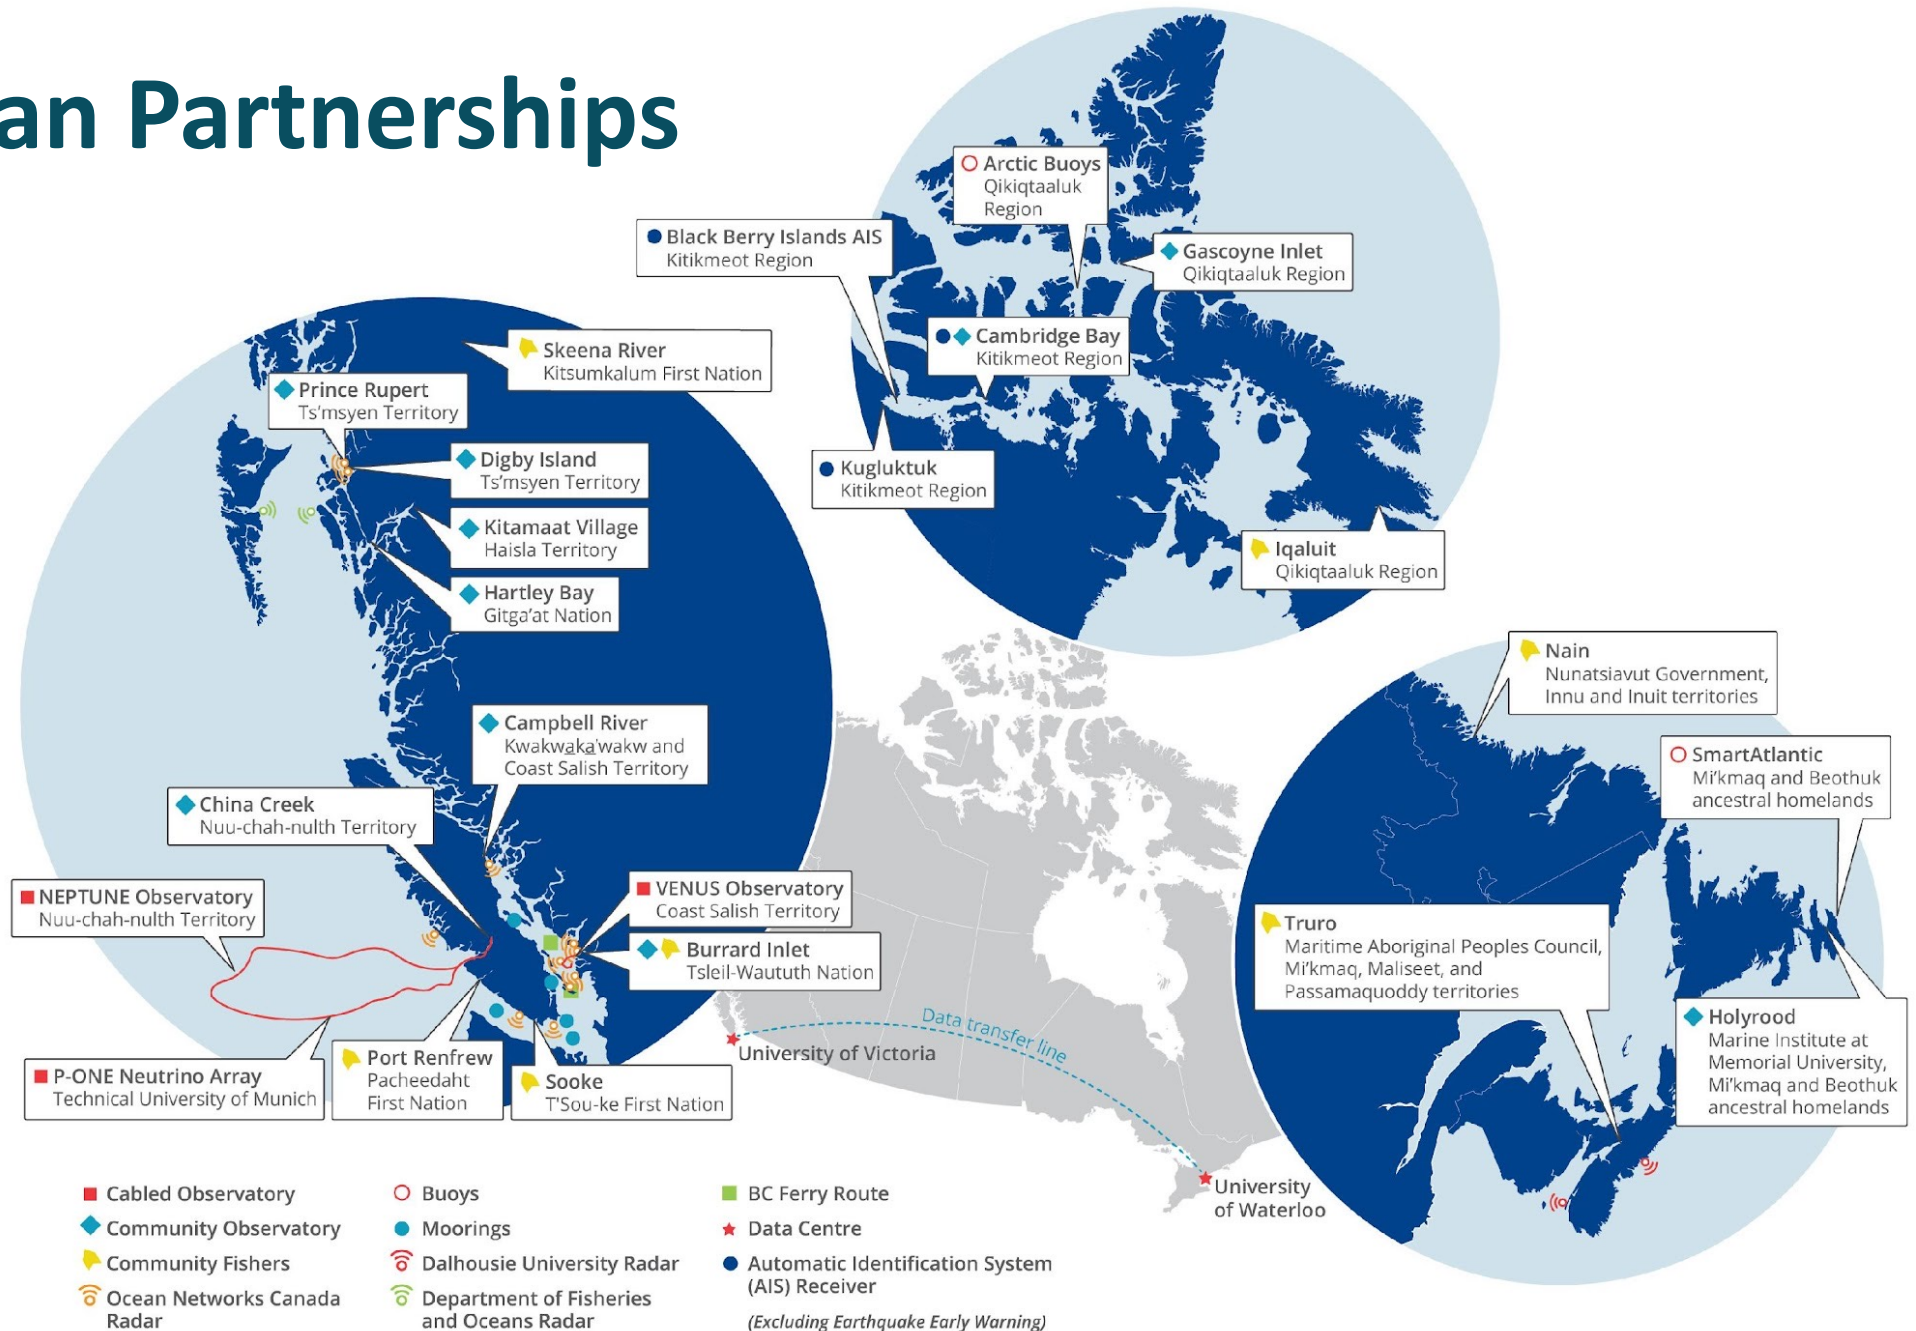 an Partnerships
Arctic Buoys
Qikiqtaaluk
Region
Black Berry Islands AIS
Kitikmeot Region
Gascoyne Inlet
Qikiqtaaluk Region
Cambridge Bay
Kitikmeot Region
Kugluktuk
Kitikmeot Region
Iqaluit
Qikiqtaaluk Region
Skeena River
Kitsumkalum First Nation
Prince Rupert
Ts'msyen Territory
Digby Island
Ts'msyen Territory
Kitamaat Village
Haisla Territory
Hartley Bay
Gitga'at Nation
Campbell River
Kwakwaka'wakw and
Coast Salish Territory
China Creek
Nuu-chah-nulth Territory
NEPTUNE Observatory
Nuu-chah-nulth Territory
VENUS Observatory
Coast Salish Territory
Burrard Inlet
Tsleil-Waututh Nation
P-ONE Neutrino Array
Technical University of Munich
Port Renfrew
Pacheedaht
First Nation
Sooke
T'Sou-ke First Nation
University of Victoria
Data transfer line
University
of Waterloo
Nain
Nunatsiavut Government,
Innu and Inuit territories
SmartAtlantic
Mi'kmaq and Beothuk
ancestral homelands
Truro
Maritime Aboriginal Peoples Council,
Mi'kmaq, Maliseet, and
Passamaquoddy territories
Holyrood
Marine Institute at
Memorial University,
Mi'kmaq and Beothuk
ancestral homelands
Cabled Observatory
Community Observatory
Community Fishers
Ocean Networks Canada
Radar
Buoys
Moorings
Dalhousie University Radar
Department of Fisheries
and Oceans Radar
BC Ferry Route
Data Centre
Automatic Identification System
(AIS) Receiver
(Excluding Earthquake Early Warning)